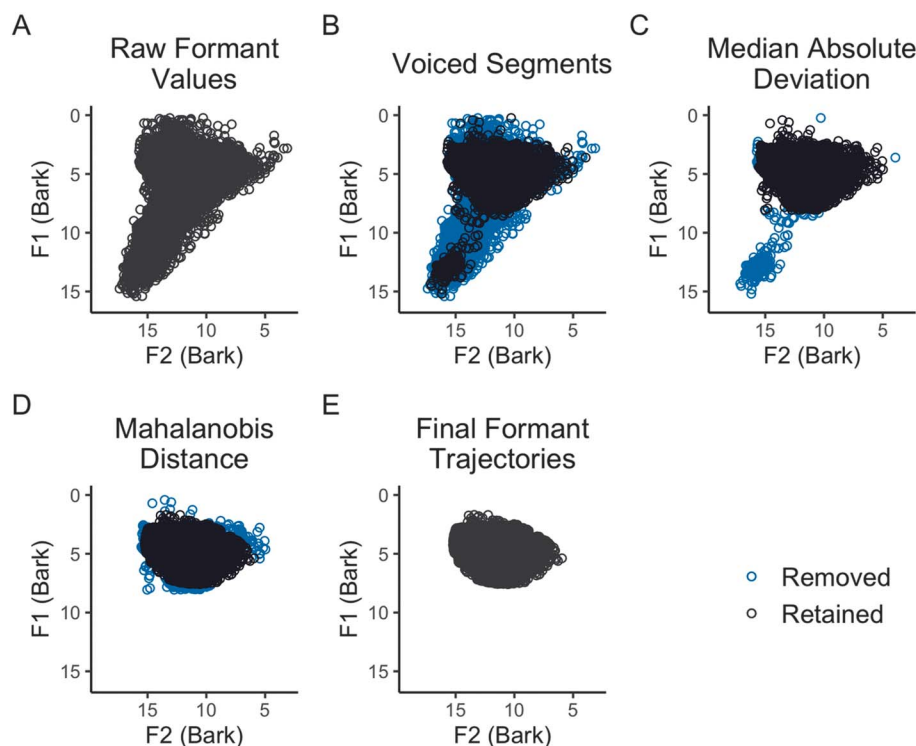 A
Raw Formant
Values
0
5
10
15
F1 (Bark)
15 10 5
F2 (Bark)
B
Voiced Segments
0
5
10
15
F1 (Bark)
15 10 5
F2 (Bark)
C
Median Absolute
Deviation
0
5
10
15
F1 (Bark)
15 10 5
F2 (Bark)
D
Mahalanobis
Distance
0
5
10
15
F1 (Bark)
15 10 5
F2 (Bark)
E
Final Formant
Trajectories
0
5
10
15
F1 (Bark)
15 10 5
F2 (Bark)
Removed
Retained